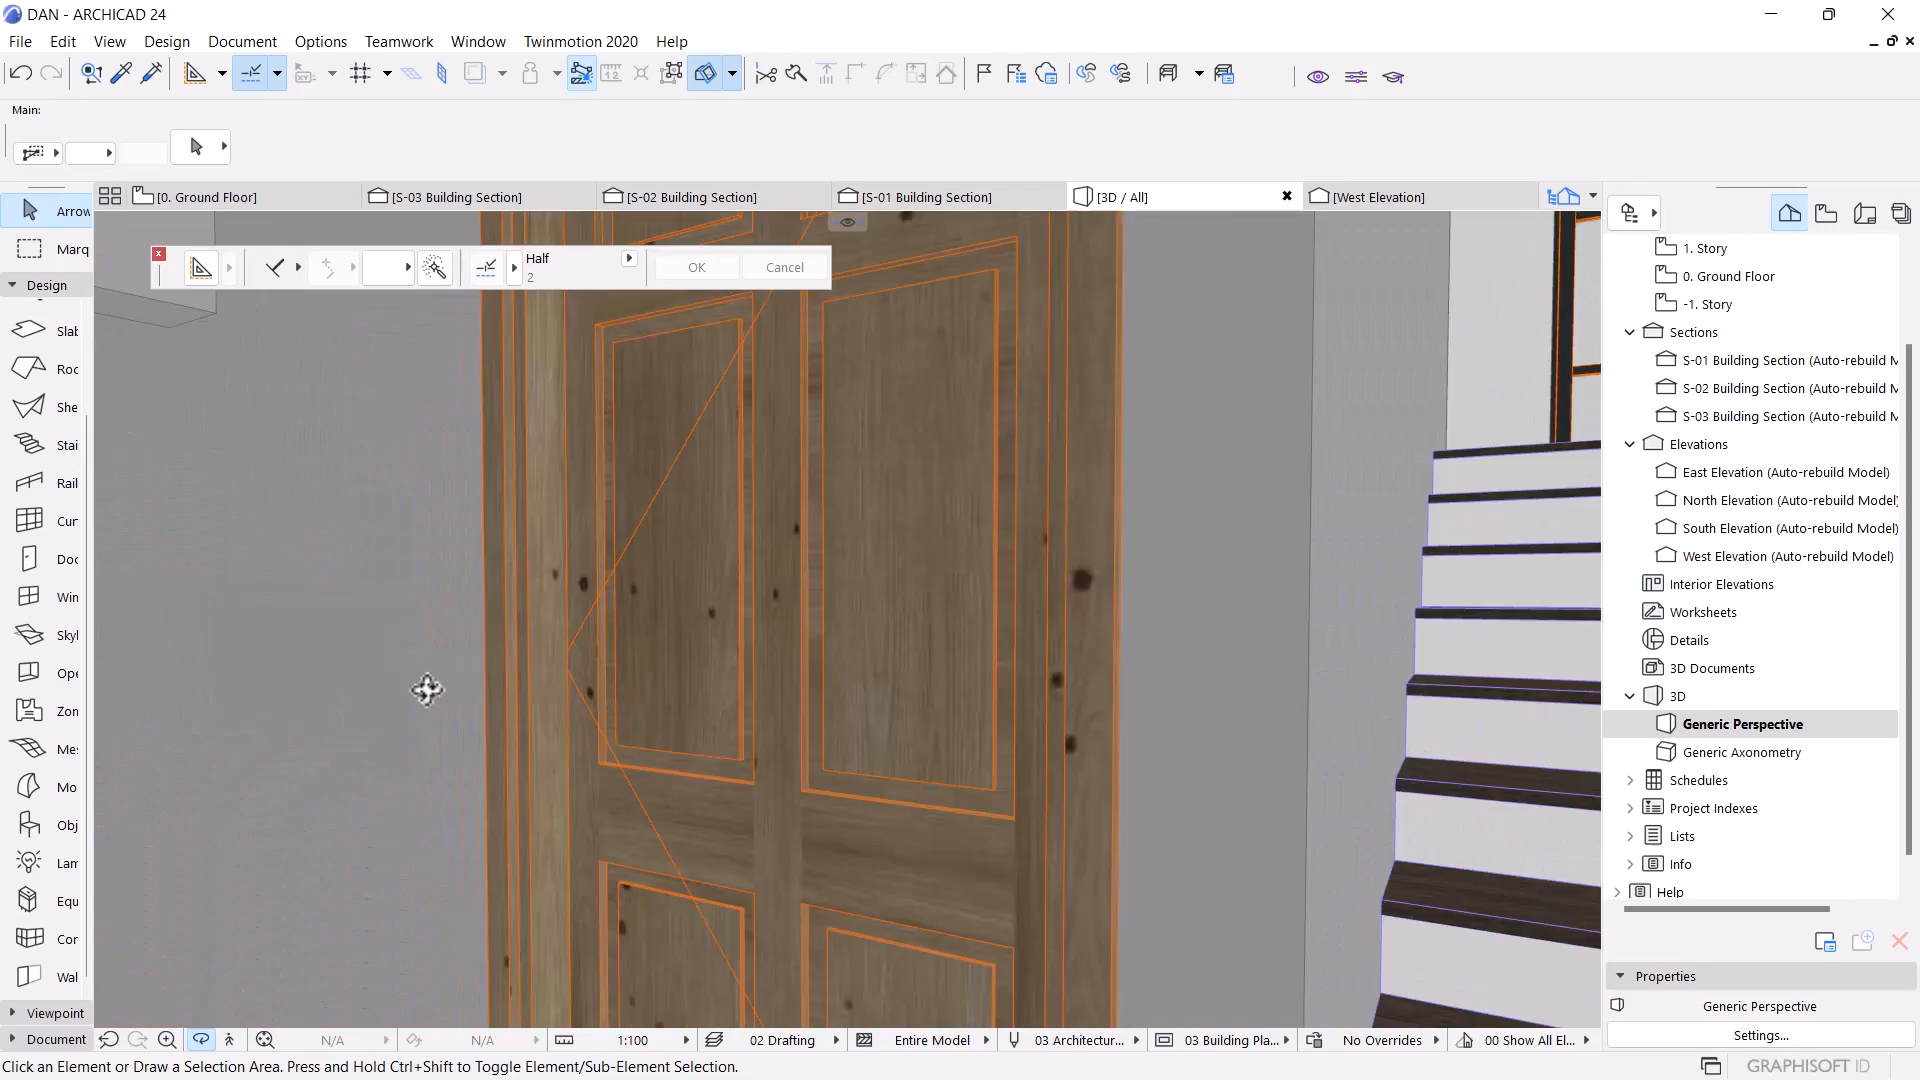 DAN - ARCHICAD 24
File Edit View Design Document Options Teamwork Window Twinmotion 2020 Help
Main:
[0. Ground Floor] [S-03 Building Section] [S-02 Building Section] [S-01 Building Section] [3D / All] [West Elevation]
Arrow
Marq
Design
Slab
Roo
She
Stai
Rail
Cur
Doo
Win
Skyl
Ope
Zon
Mes
Mo
Obj
Lam
Equ
Cor
Wal
Viewpoint
Document
Half
2
OK Cancel
1. Story
0. Ground Floor
-1. Story
Sections
S-01 Building Section (Auto-rebuild M
S-02 Building Section (Auto-rebuild M
S-03 Building Section (Auto-rebuild M
Elevations
East Elevation (Auto-rebuild Model)
North Elevation (Auto-rebuild Model)
South Elevation (Auto-rebuild Model)
West Elevation (Auto-rebuild Model)
Interior Elevations
Worksheets
Details
3D Documents
3D
Generic Perspective
Generic Axonometry
Schedules
Project Indexes
Lists
Info
Help
Properties
Generic Perspective
Settings...
N/A N/A 1:100 02 Drafting Entire Model 03 Architectur... 03 Building Pla... No Overrides 00 Show All El...
Click an Element or Draw a Selection Area. Press and Hold Ctrl+Shift to Toggle Element/Sub-Element Selection.
GRAPHISOFT ID